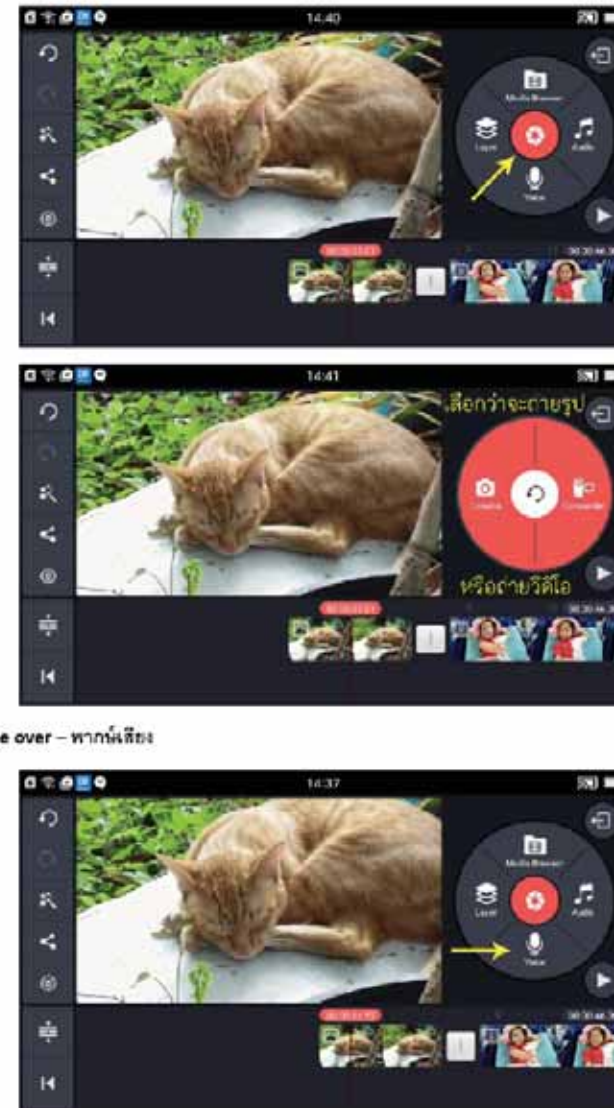 14:40
Media Browser
Layer
Audio
Voice
14:41
เลือกว่าจะถ่ายรูป
Camera
Camcorder
หรือถ่ายวิดีโอ
e over – พากษ์เสียง
14:37
Media Browser
Layer
Audio
Voice